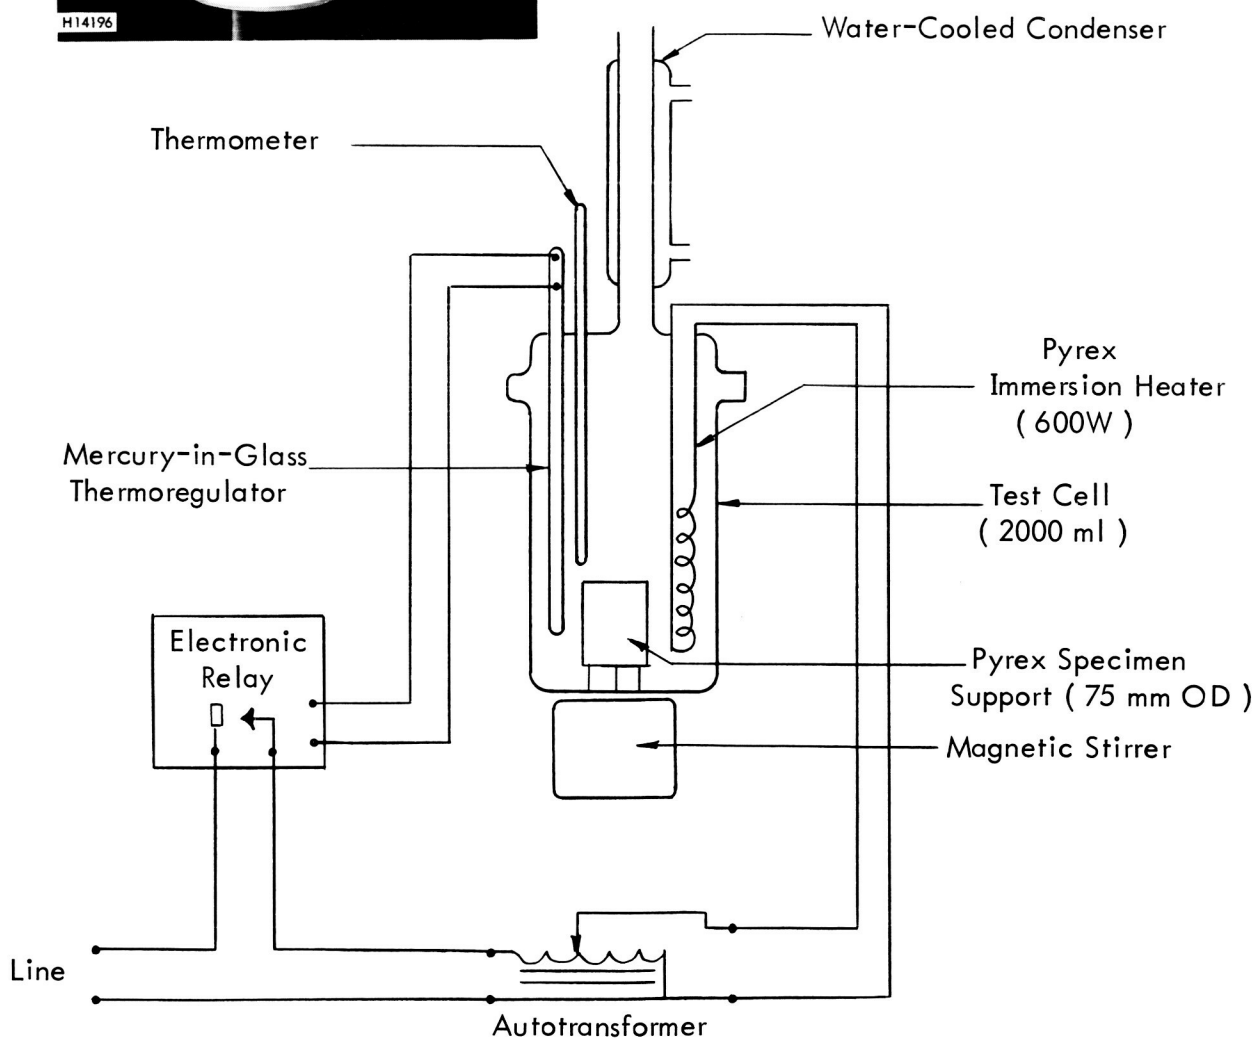 H14196
Water-Cooled Condenser
Thermometer
Pyrex
Immersion Heater
( 600W )
Mercury-in-Glass
Thermoregulator
Test Cell
( 2000 ml )
Electronic
Relay
Pyrex Specimen
Support ( 75 mm OD )
Magnetic Stirrer
Line
Autotransformer